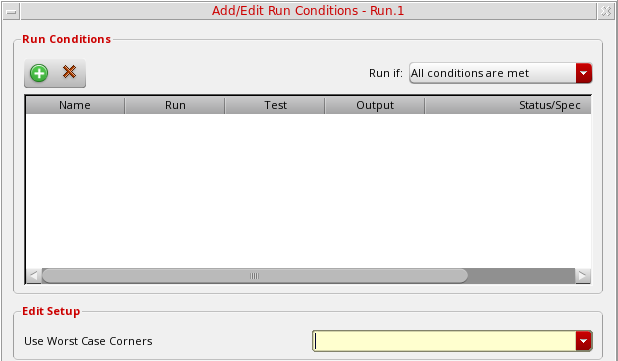 Add/Edit Run Conditions - Run.1
Run Conditions
Run if: All conditions are met
Name Run Test Output Status/Spec
Edit Setup
Use Worst Case Corners